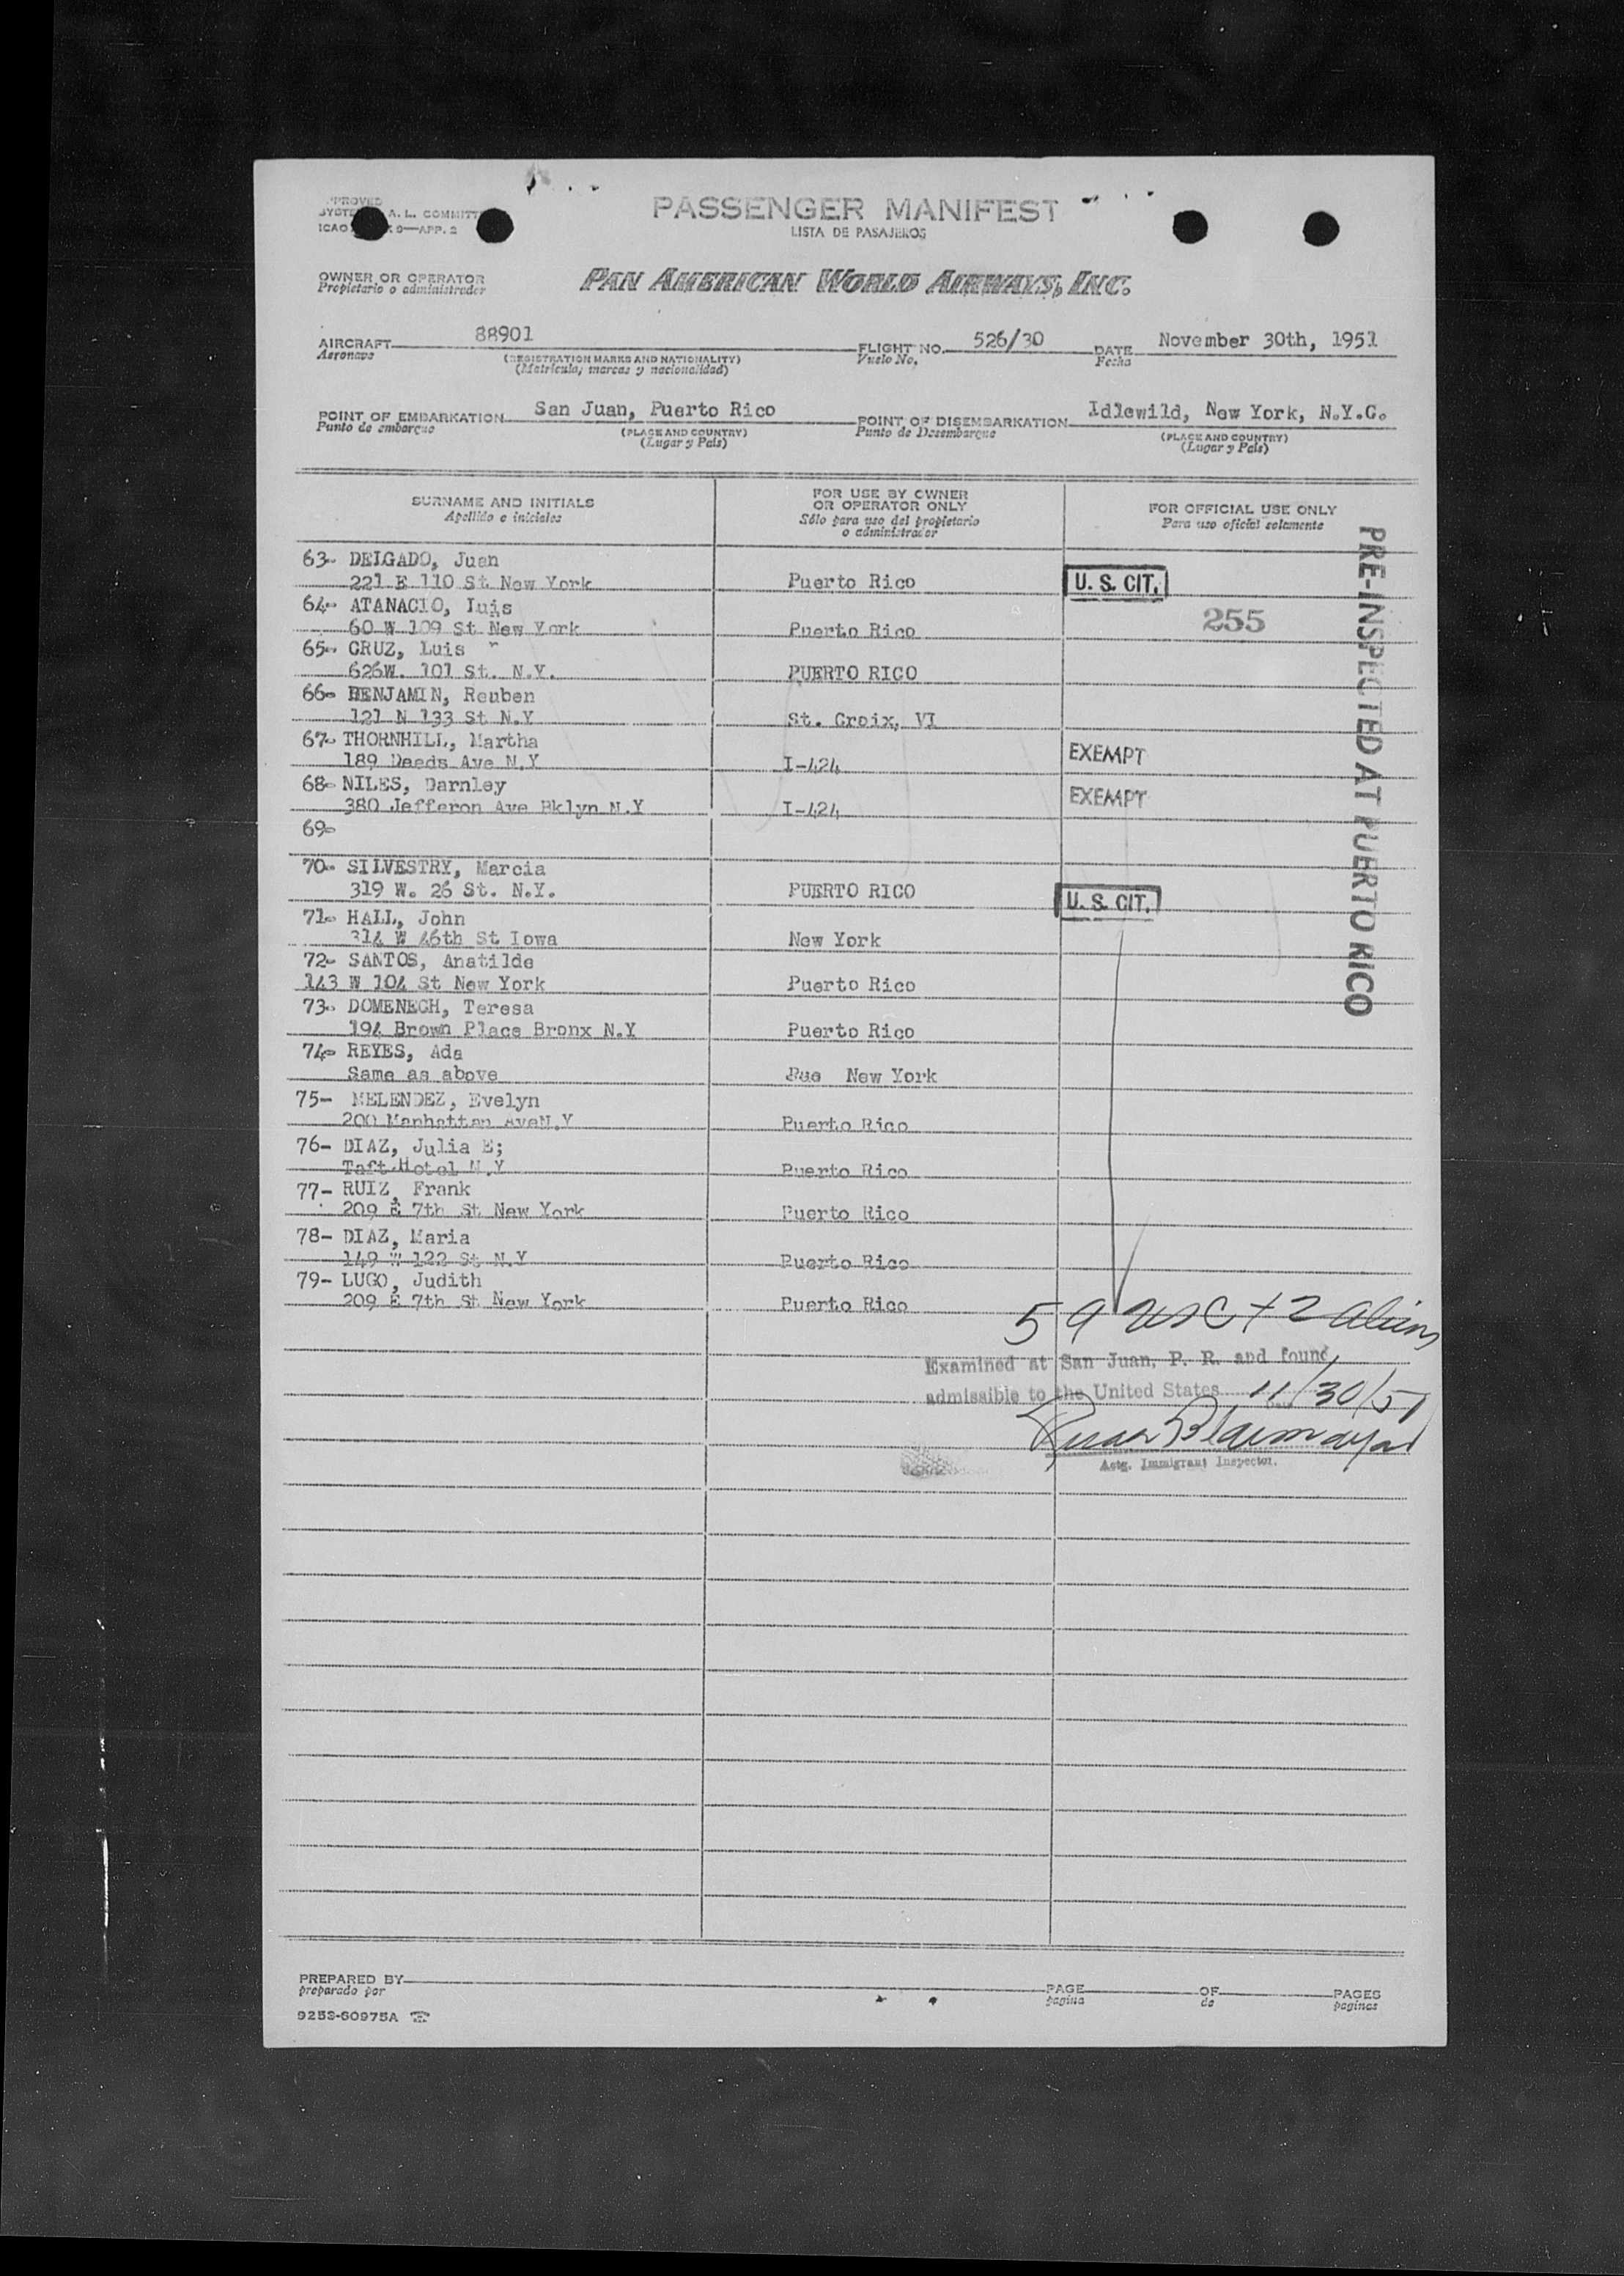 PASSENGER MANIFEST
LISTA DE PASAJEROS
A. L. COMMITT
ICAO 9—APP. 2
OWNER OR OPERATOR
Propietario o administrador
PAN AMERICAN WORLD AIRWAYS, INC.
AIRCRAFT 88901 FLIGHT NO. 526/30 DATE November 30th, 1951
Aeronave (REGISTRATION MARKS AND NATIONALITY) Vuelo No. Fecha
(Matrícula, marcas y nacionalidad)
POINT OF EMBARKATION San Juan, Puerto Rico POINT OF DISEMBARKATION Idlewild, New York, N.Y.C.
Punto de embarque (PLACE AND COUNTRY) Punto de Desembarque (PLACE AND COUNTRY)
(Lugar y País) (Lugar y País)
SURNAME AND INITIALS FOR USE BY OWNER OR OPERATOR ONLY FOR OFFICIAL USE ONLY
Apellido e iniciales Sólo para uso del propietario o administrador Para uso oficial solamente
PRE-INSPECTED AT PUERTO RICO
63- DELGADO, Juan
221 E 110 St New York Puerto Rico U. S. CIT.
64- ATANACIO, Luis
60 W 109 St New York Puerto Rico 255
65- CRUZ, Luis
626W. 101 St. N.Y. PUERTO RICO
66- BENJAMIN, Reuben
121 N 133 St N.Y St. Croix, VI
67- THORNHILL, Martha
189 Deeds Ave N.Y I-424 EXEMPT
68- NILES, Darnley
380 Jefferon Ave Bklyn N.Y I-424 EXEMPT
69-
70- SILVESTRY, Marcia
319 W. 26 St. N.Y. PUERTO RICO U. S. CIT.
71- HALL, John
314 W 46th St Iowa New York
72- SANTOS, Anatilde
143 W 104 St New York Puerto Rico
73- DOMENECH, Teresa
194 Brown Place Bronx N.Y Puerto Rico
74- REYES, Ada
Same as above New York
75- MELENDEZ, Evelyn
200 Manhattan AveN.Y Puerto Rico
76- DIAZ, Julia E;
Taft Hotel N.Y Puerto Rico
77- RUIZ, Frank
209 E 7th St New York Puerto Rico
78- DIAZ, Maria
149 W 122 St N.Y Puerto Rico
79- LUGO, Judith
209 E 7th St New York Puerto Rico
59 USC + 2 aliens
Examined at San Juan, P. R. and found
admissible to the United States 11/30/51
Actg. Immigrant Inspector.
PREPARED BY PAGE OF PAGES
preparado por pagina de paginas
9253-60975A